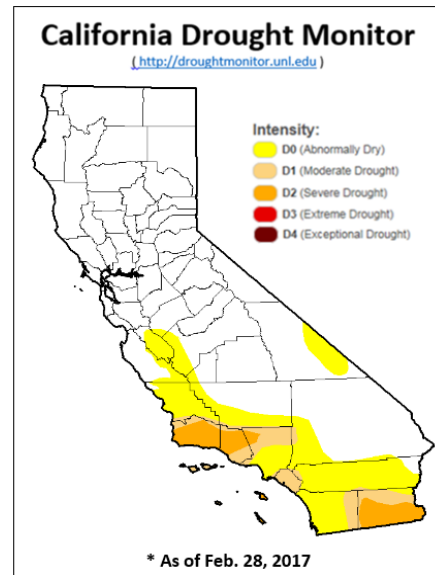 California Drought Monitor
( http://droughtmonitor.unl.edu )
Intensity:
D0 (Abnormally Dry)
D1 (Moderate Drought)
D2 (Severe Drought)
D3 (Extreme Drought)
D4 (Exceptional Drought)
* As of Feb. 28, 2017